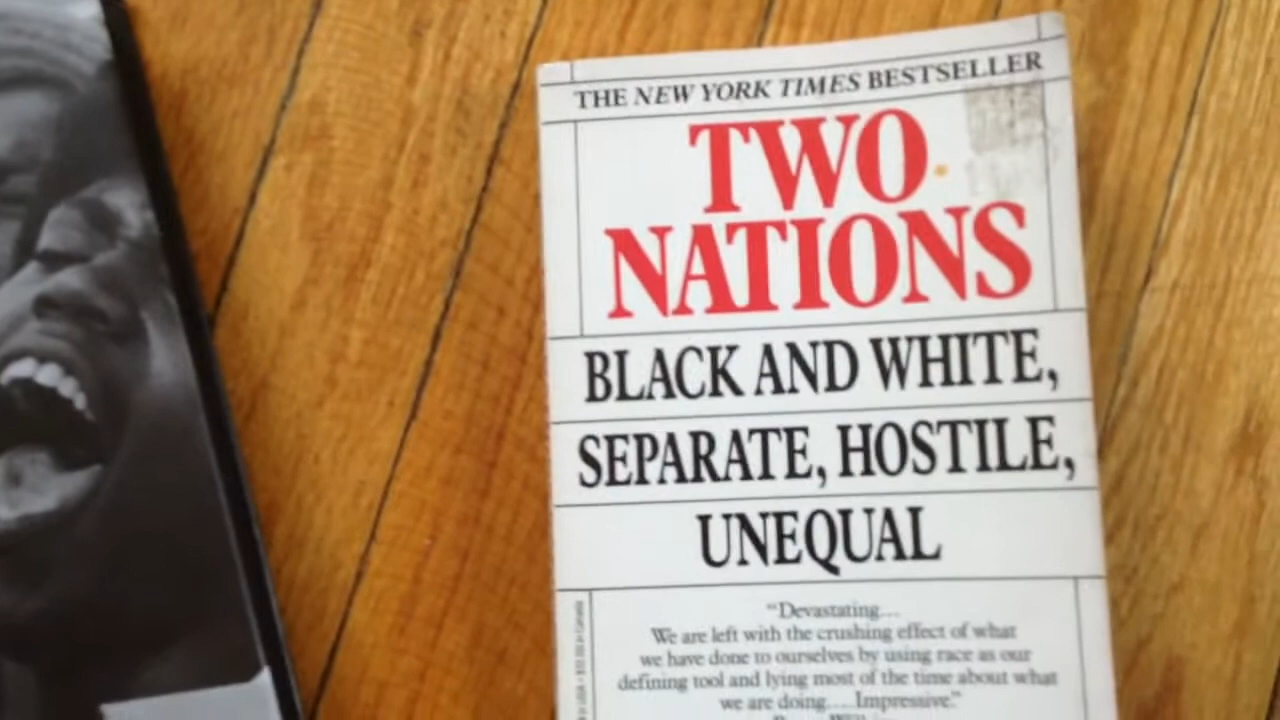 THE NEW YORK TIMES BESTSELLER
TWO
NATIONS
BLACK AND WHITE,
SEPARATE, HOSTILE,
UNEQUAL
"Devastating...
We are left with the crushing effect of what
we have done to ourselves by using race as our
defining tool and lying most of the time about what
we are doing....Impressive."